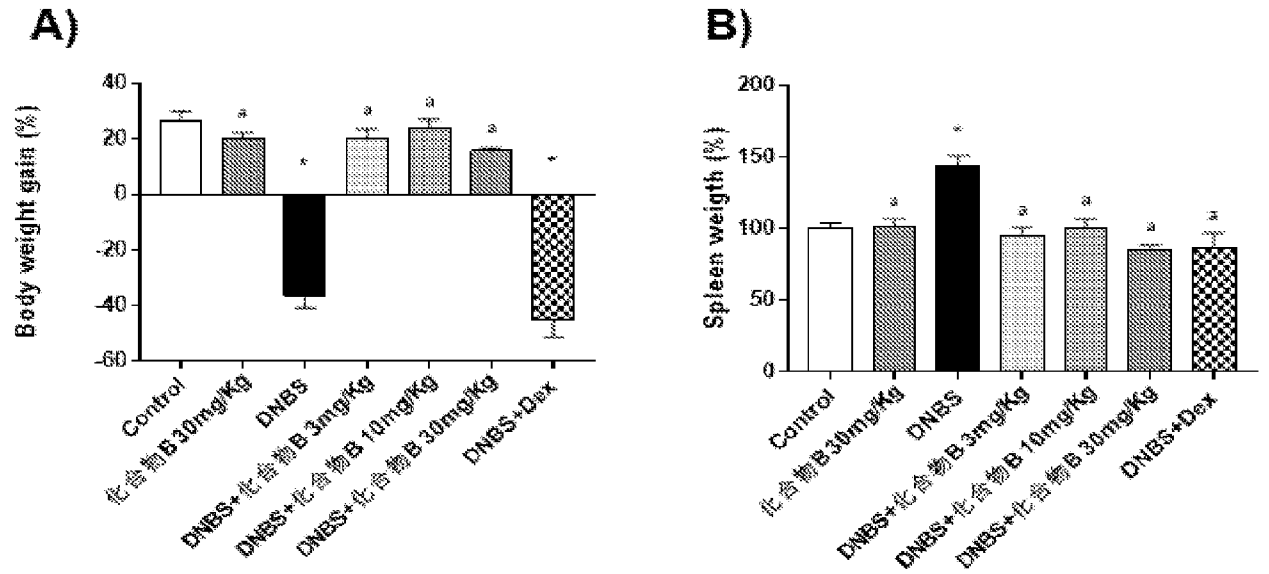 A)
Body weight gain (%)
40
20
0
-20
-40
-60
a
*
a
a
a
*
Control
化合物B 30mg/Kg
DNBS
DNBS+化合物B 3mg/Kg
DNBS+化合物B 10mg/Kg
DNBS+化合物B 30mg/Kg
DNBS+Dex
B)
Spleen weigth (%)
200
150
100
50
0
a
*
a
a
a
a
Control
化合物B 30mg/Kg
DNBS
DNBS+化合物B 3mg/Kg
DNBS+化合物B 10mg/Kg
DNBS+化合物B 30mg/Kg
DNBS+Dex